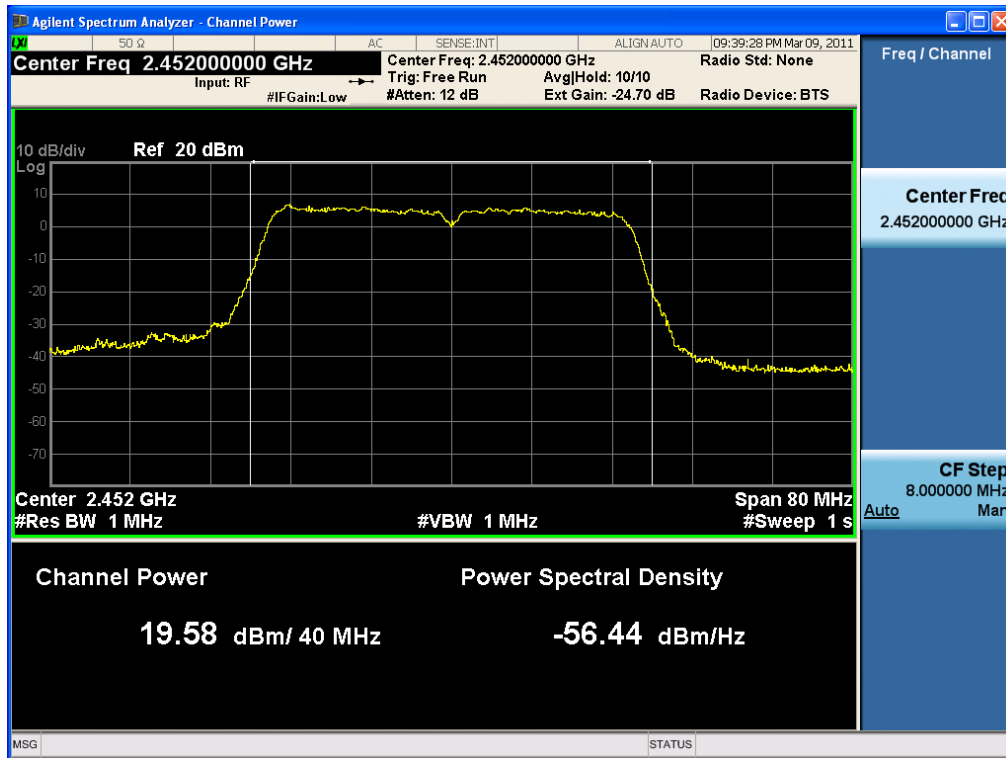 Agilent Spectrum Analyzer - Channel Power
LXI 50 Ω AC SENSE:INT ALIGN AUTO 09:39:28 PM Mar 09, 2011
Center Freq 2.452000000 GHz
Input: RF
#IFGain:Low
Center Freq: 2.452000000 GHz
Trig: Free Run Avg|Hold: 10/10
#Atten: 12 dB Ext Gain: -24.70 dB
Radio Std: None
Radio Device: BTS
Freq / Channel
10 dB/div Ref 20 dBm
Log
10
0
-10
-20
-30
-40
-50
-60
-70
Center Freq
2.452000000 GHz
CF Step
8.000000 MHz
Auto Man
Center 2.452 GHz Span 80 MHz
#Res BW 1 MHz #VBW 1 MHz #Sweep 1 s
Channel Power Power Spectral Density
19.58 dBm/ 40 MHz -56.44 dBm/Hz
MSG STATUS